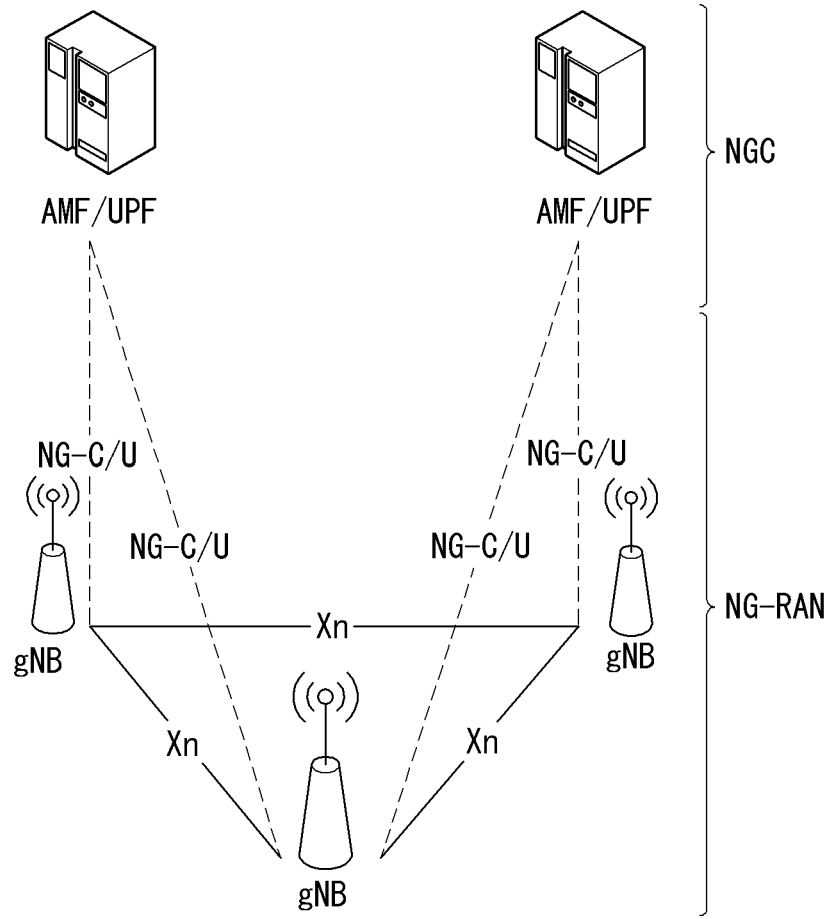 NGC
AMF/UPF
AMF/UPF
NG-C/U
NG-C/U
NG-C/U
NG-C/U
NG-RAN
Xn
gNB
gNB
Xn
Xn
gNB